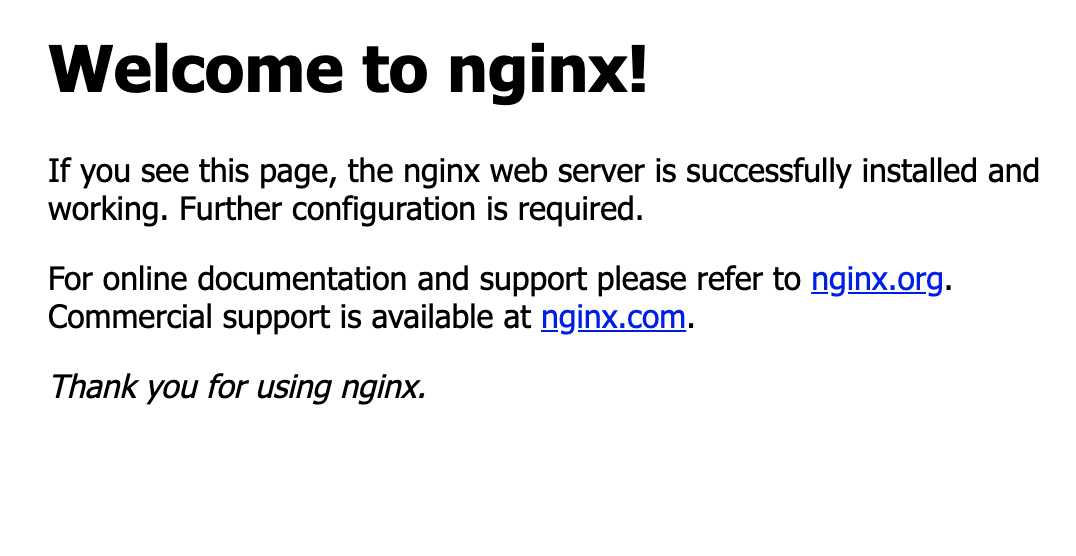 Welcome to nginx!
If you see this page, the nginx web server is successfully installed and
working. Further configuration is required.
For online documentation and support please refer to nginx.org.
Commercial support is available at nginx.com.
Thank you for using nginx.